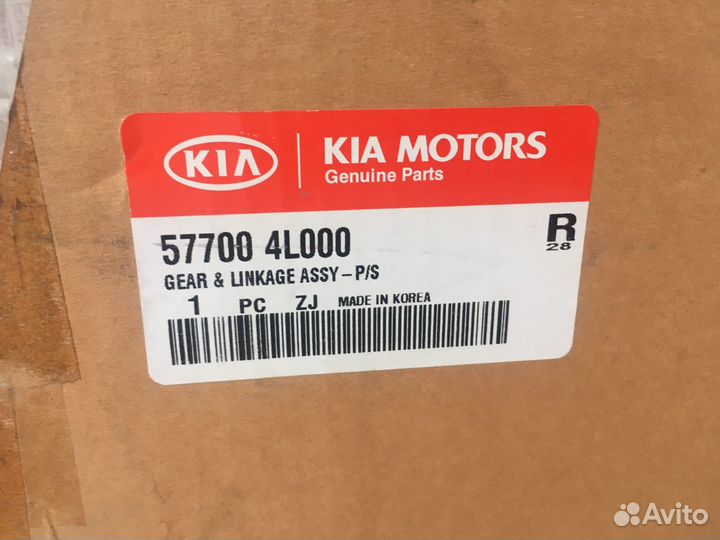 KIA
KIA MOTORS
Genuine Parts
57700 4L000
R
28
GEAR & LINKAGE ASSY-P/S
1 PC ZJ MADE IN KOREA
Avito